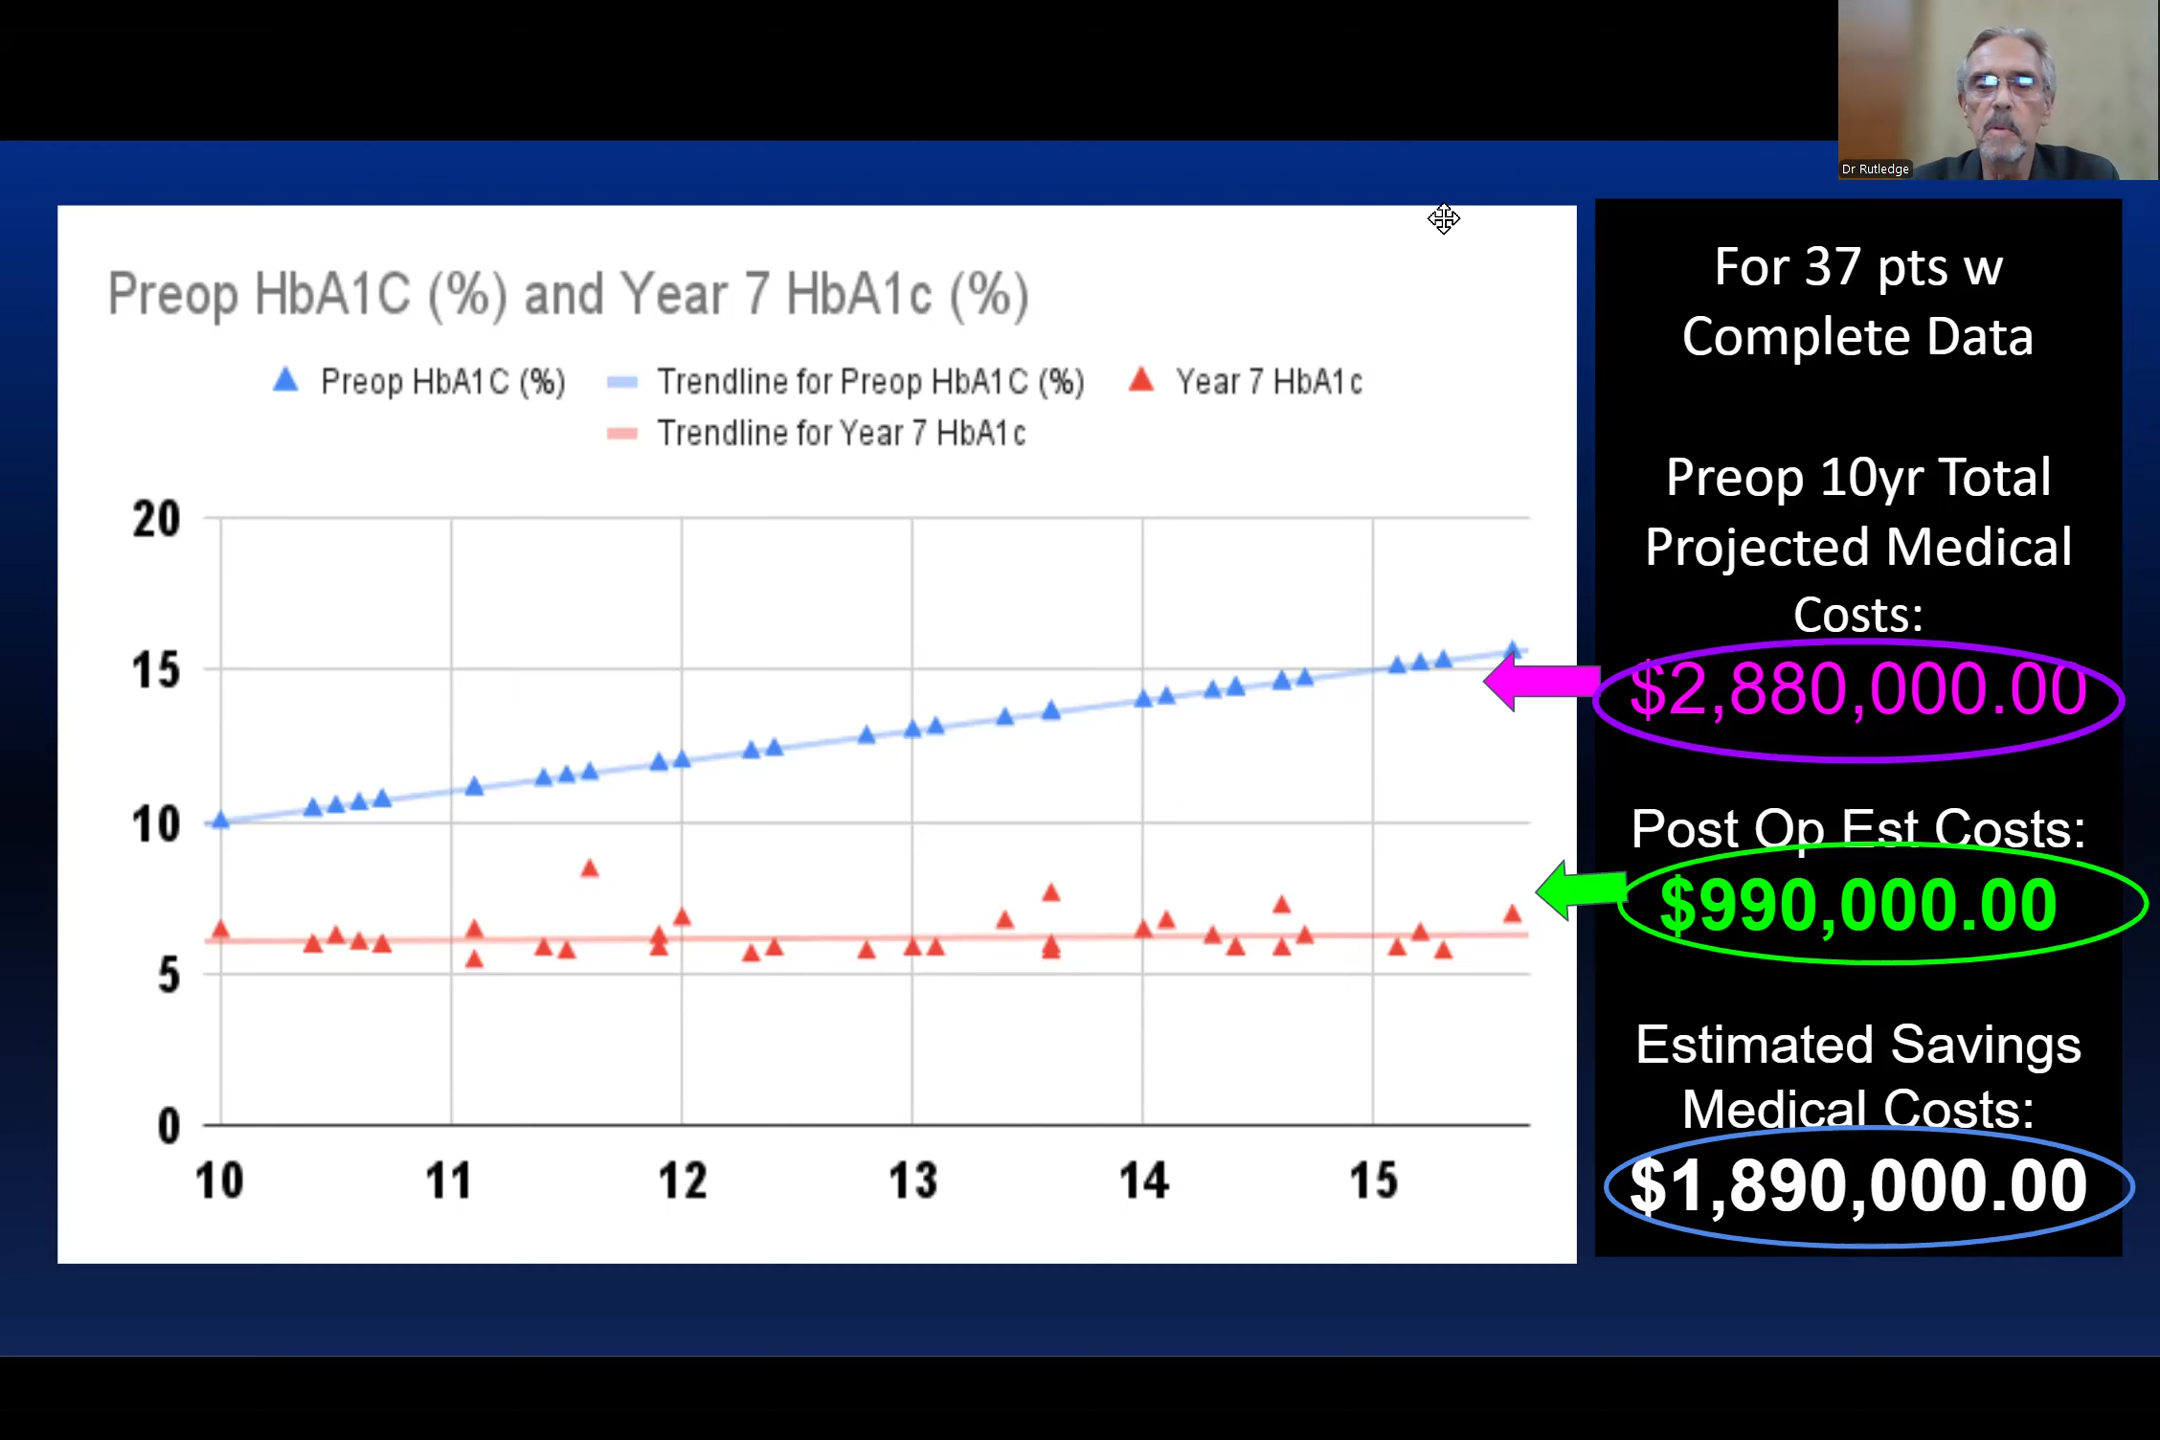 Dr Rutledge
Preop HbA1C (%) and Year 7 HbA1c (%)
Preop HbA1C (%)
Trendline for Preop HbA1C (%)
Year 7 HbA1c
Trendline for Year 7 HbA1c
20
15
10
5
0
10 11 12 13 14 15
For 37 pts w
Complete Data
Preop 10yr Total
Projected Medical
Costs:
$2,880,000.00
Post Op Est Costs:
$990,000.00
Estimated Savings
Medical Costs:
$1,890,000.00